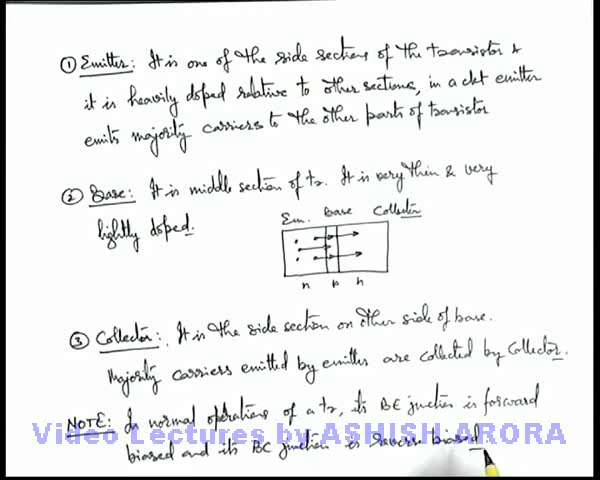 ① Emitter: It is one of the side sections of the transistor &
it is heavily doped relative to other sections, in a ckt emitter
emits majority carriers to the other parts of transistor
② Base: It is middle section of tr. It is very thin & very
lightly doped.
Em. Base Collector
n p n
③ Collector: It is the side section on other side of base.
Majority carriers emitted by emitter are collected by Collector.
NOTE: In normal operations of a tr, its BE junction is forward
Video Lectures by ASHISH ARORA
biased and its BC junction is reverse biased